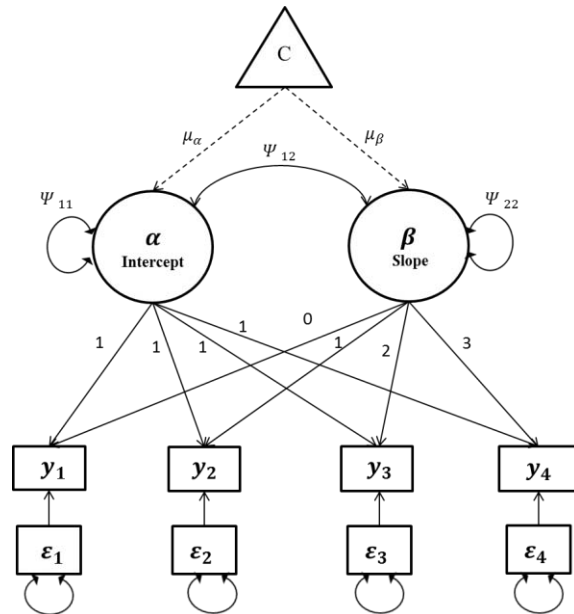 C
μα μβ
Ψ 12
Ψ 11 Ψ 22
α β
Intercept Slope
1 1 1 1 0 1 2 3
y1 y2 y3 y4
ε1 ε2 ε3 ε4